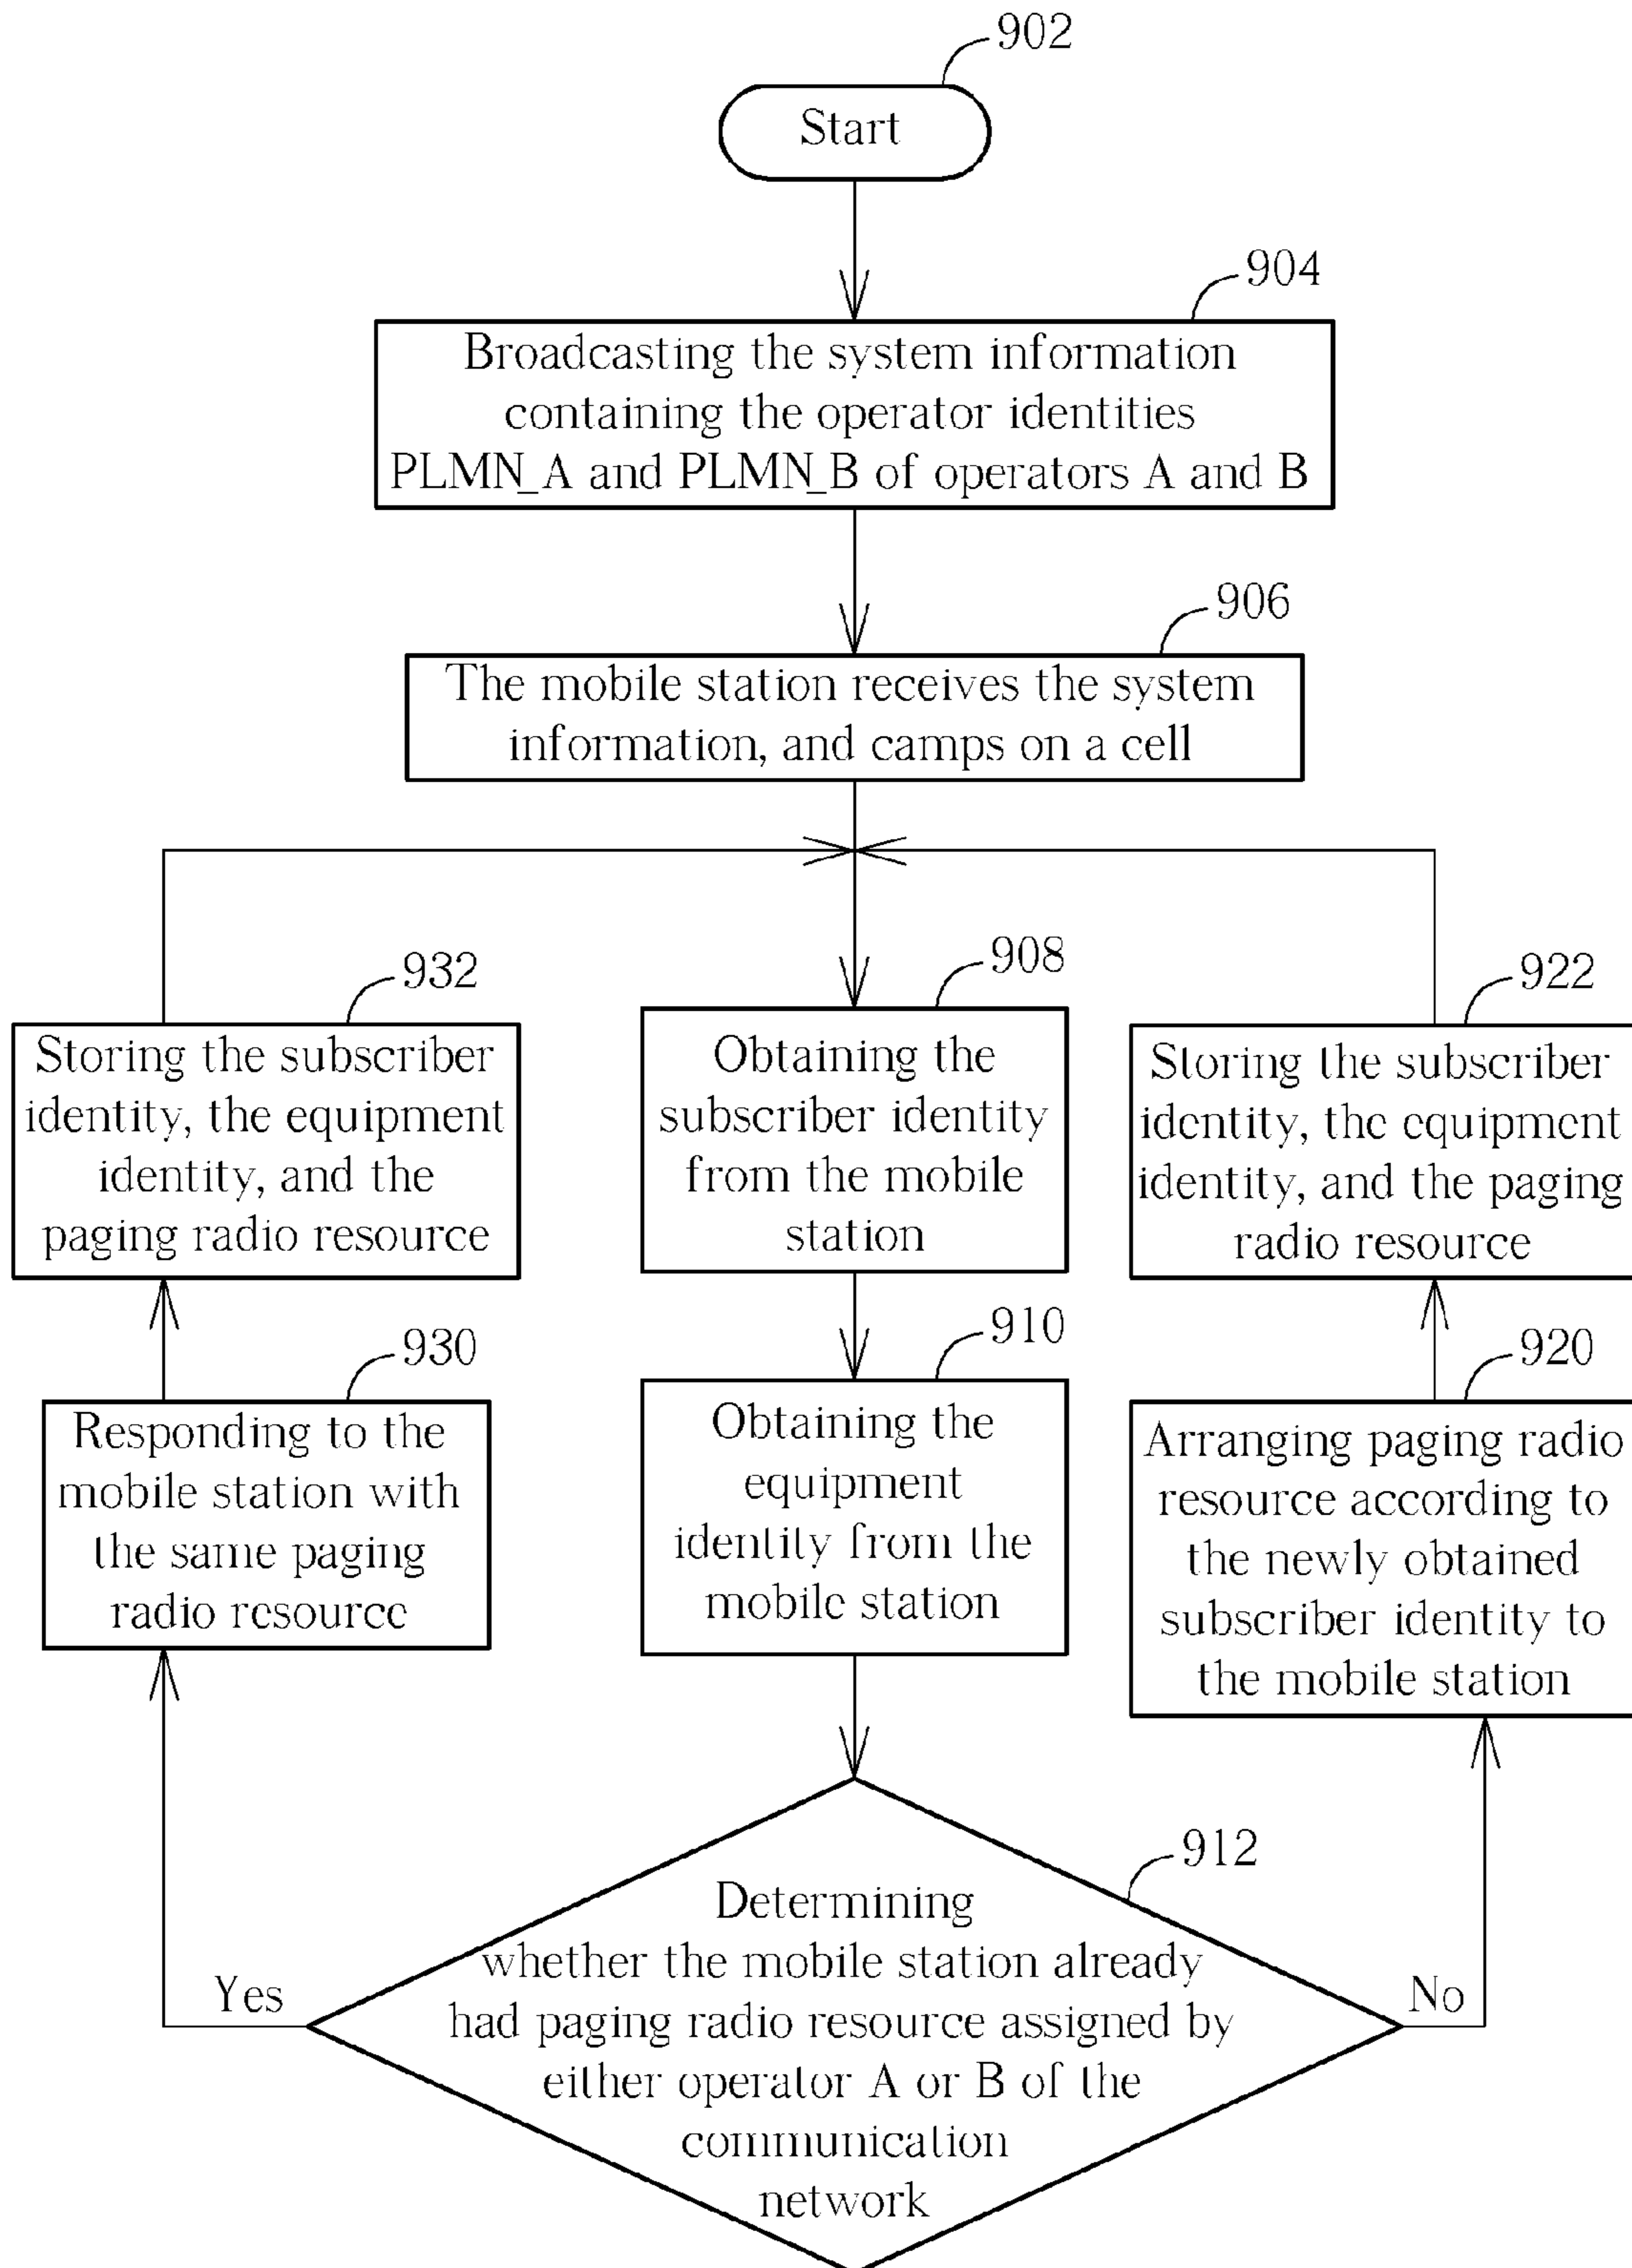 902
Start
904
Broadcasting the system information
containing the operator identities
PLMN_A and PLMN_B of operators A and B
906
The mobile station receives the system
information, and camps on a cell
932
Storing the subscriber
identity, the equipment
identity, and the
paging radio resource
908
Obtaining the
subscriber identity
from the mobile
station
922
Storing the subscriber
identity, the equipment
identity, and the paging
radio resource
930
Responding to the
mobile station with
the same paging
radio resource
910
Obtaining the
equipment
identity from the
mobile station
920
Arranging paging radio
resource according to
the newly obtained
subscriber identity to
the mobile station
912
Determining
whether the mobile station already
had paging radio resource assigned by
either operator A or B of the
communication
network
Yes
No